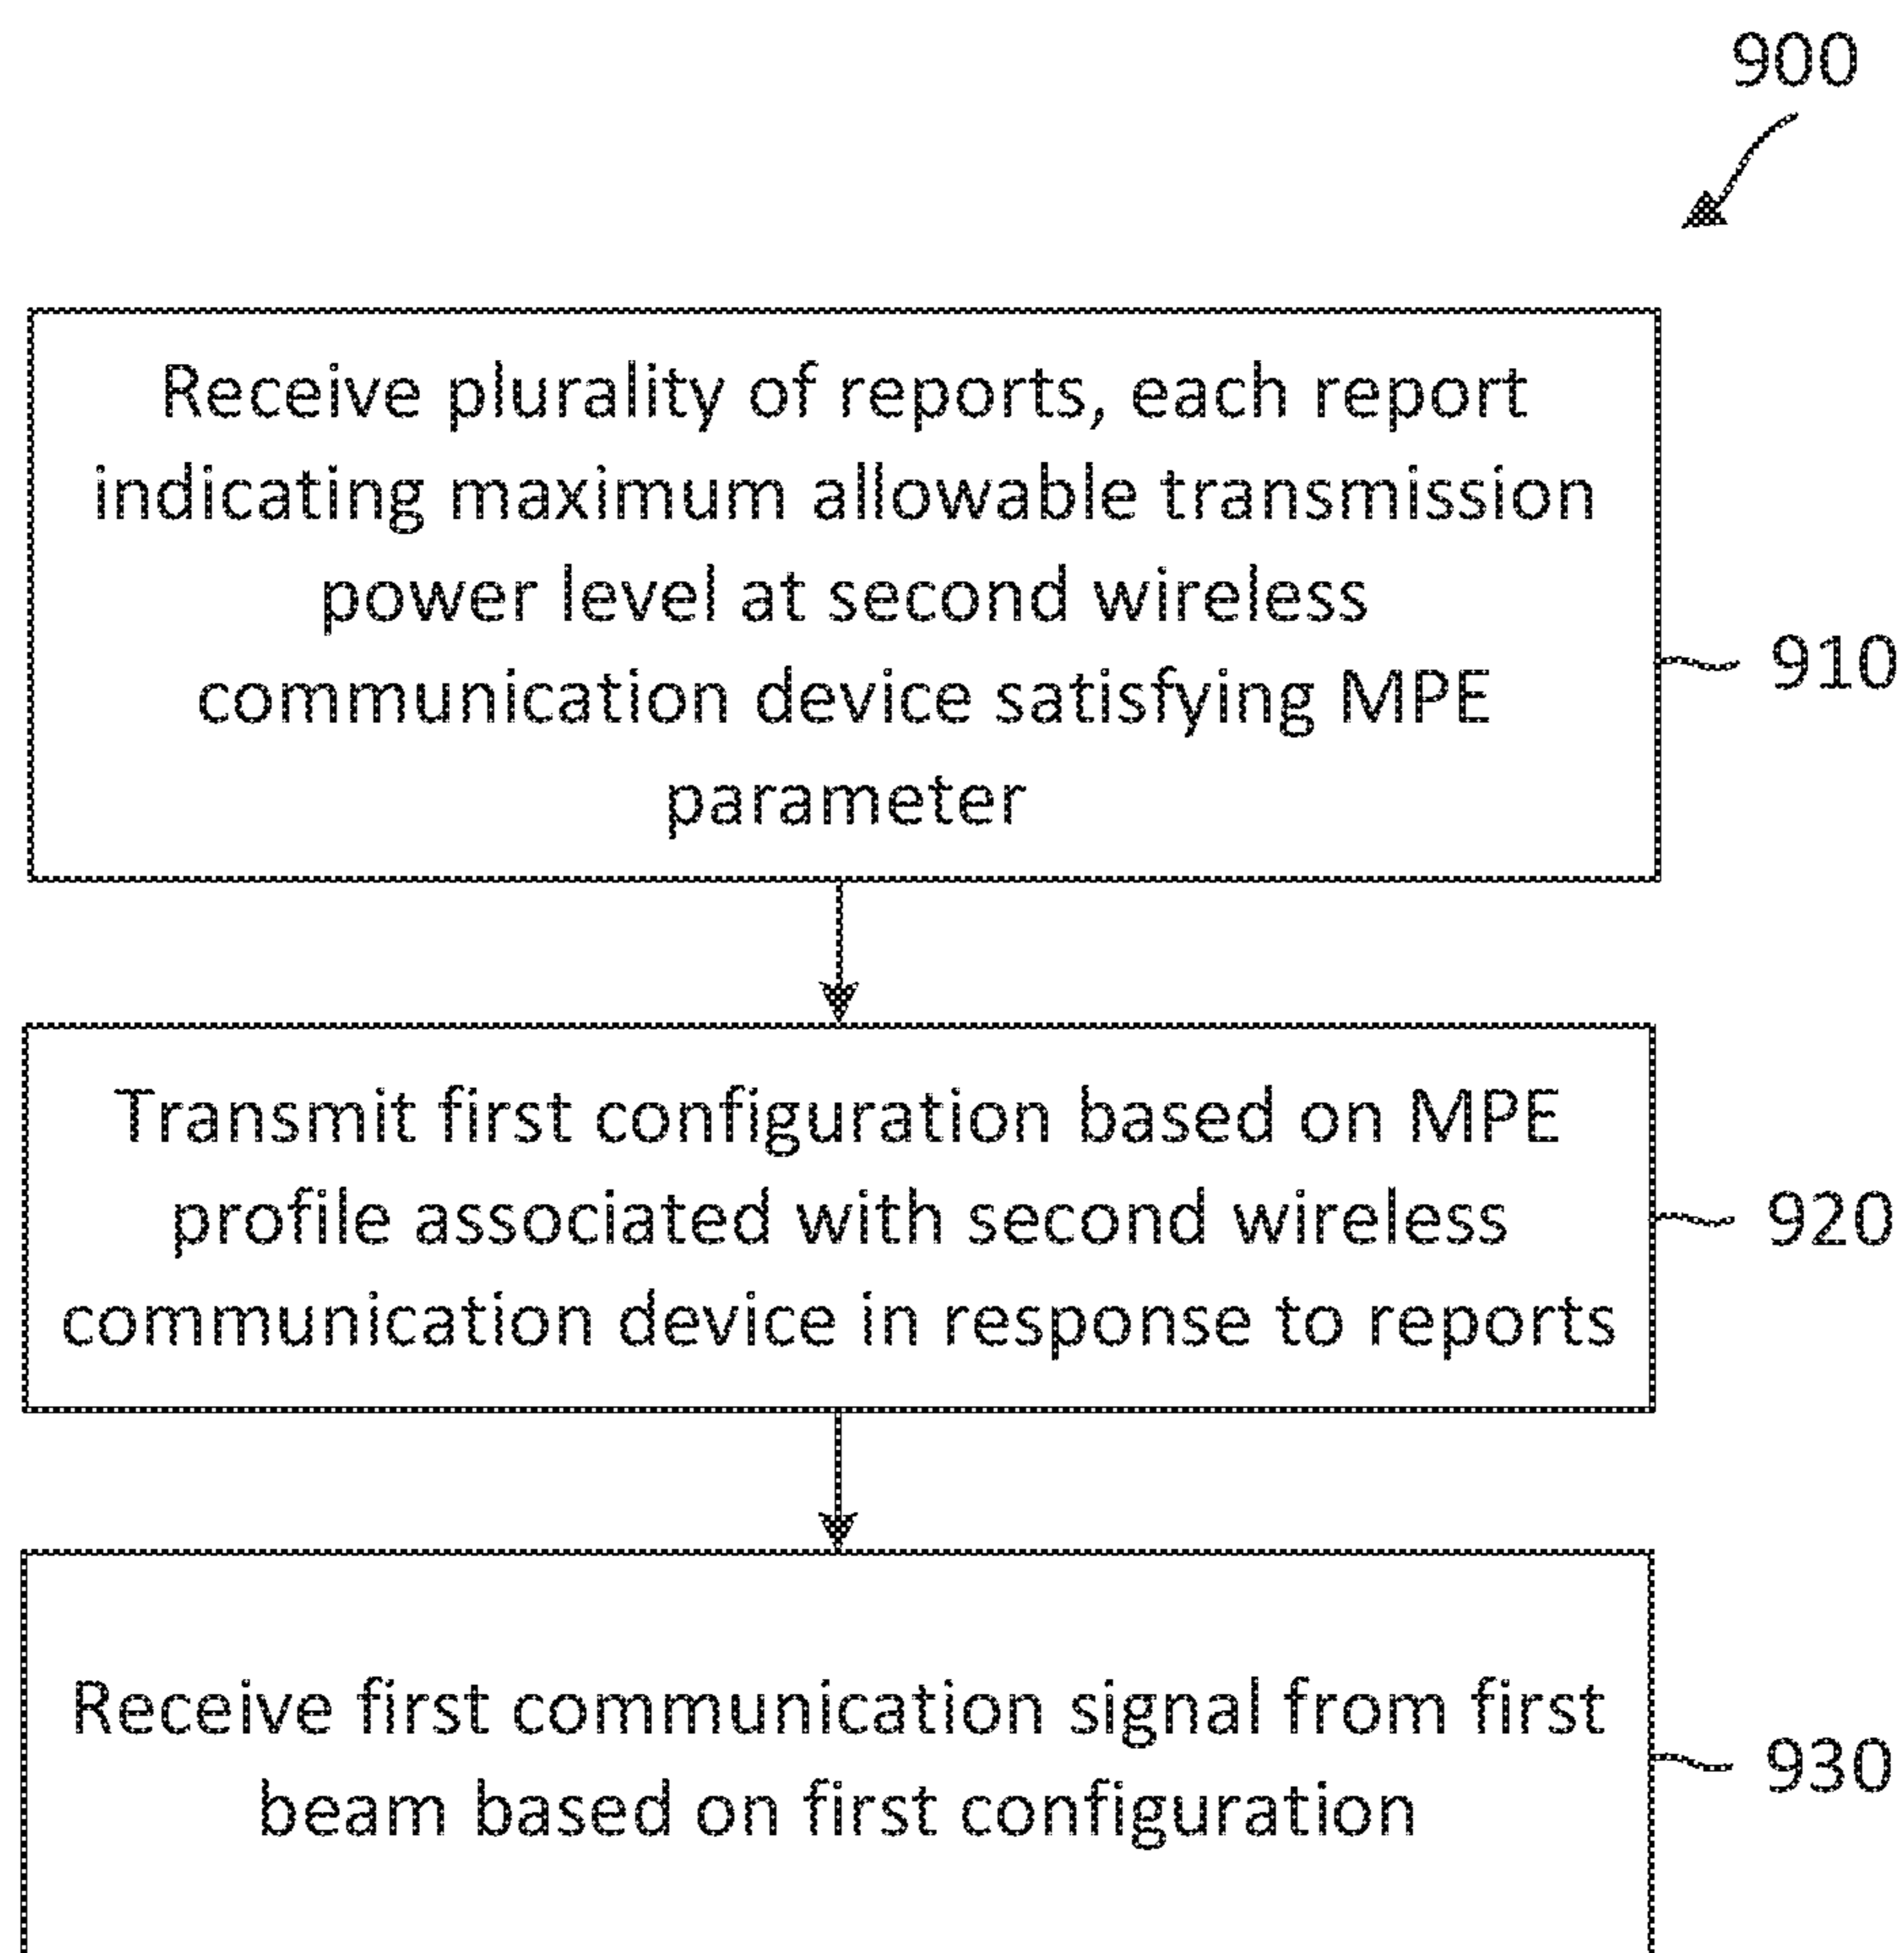 900
Receive plurality of reports, each report
indicating maximum allowable transmission
power level at second wireless
communication device satisfying MPE
parameter
910
Transmit first configuration based on MPE
profile associated with second wireless
communication device in response to reports
920
Receive first communication signal from first
beam based on first configuration
930